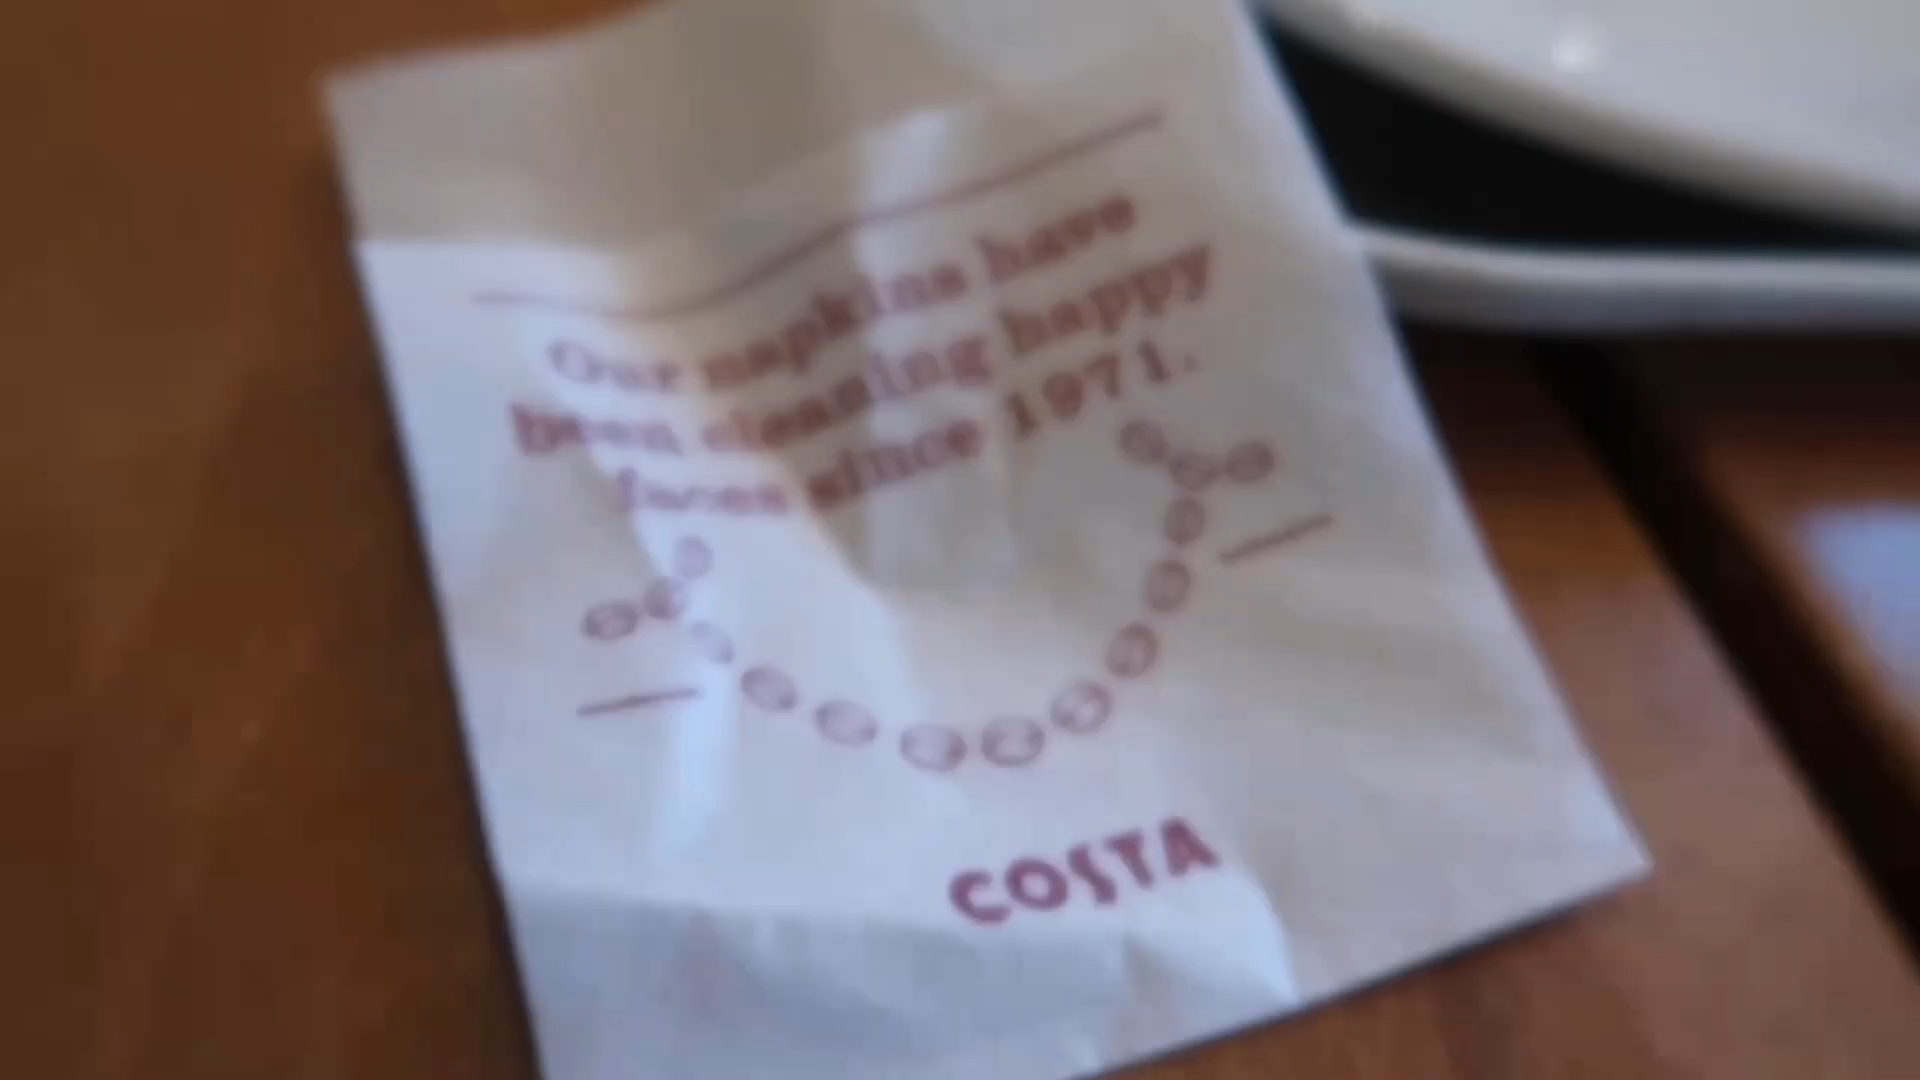 Our napkins have
been cleaning happy
faces since 1971.
COSTA